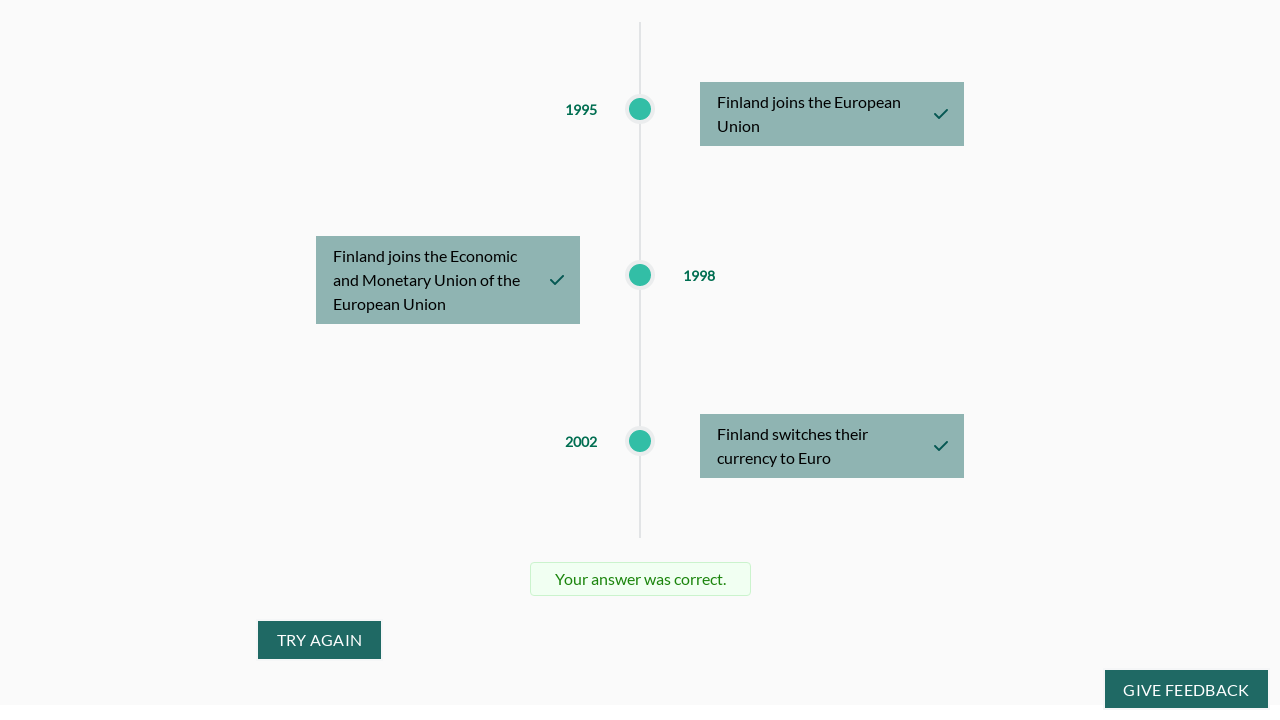 1995
Finland joins the European
Union
Finland joins the Economic
and Monetary Union of the
European Union
1998
2002
Finland switches their
currency to Euro
Your answer was correct.
TRY AGAIN
GIVE FEEDBACK